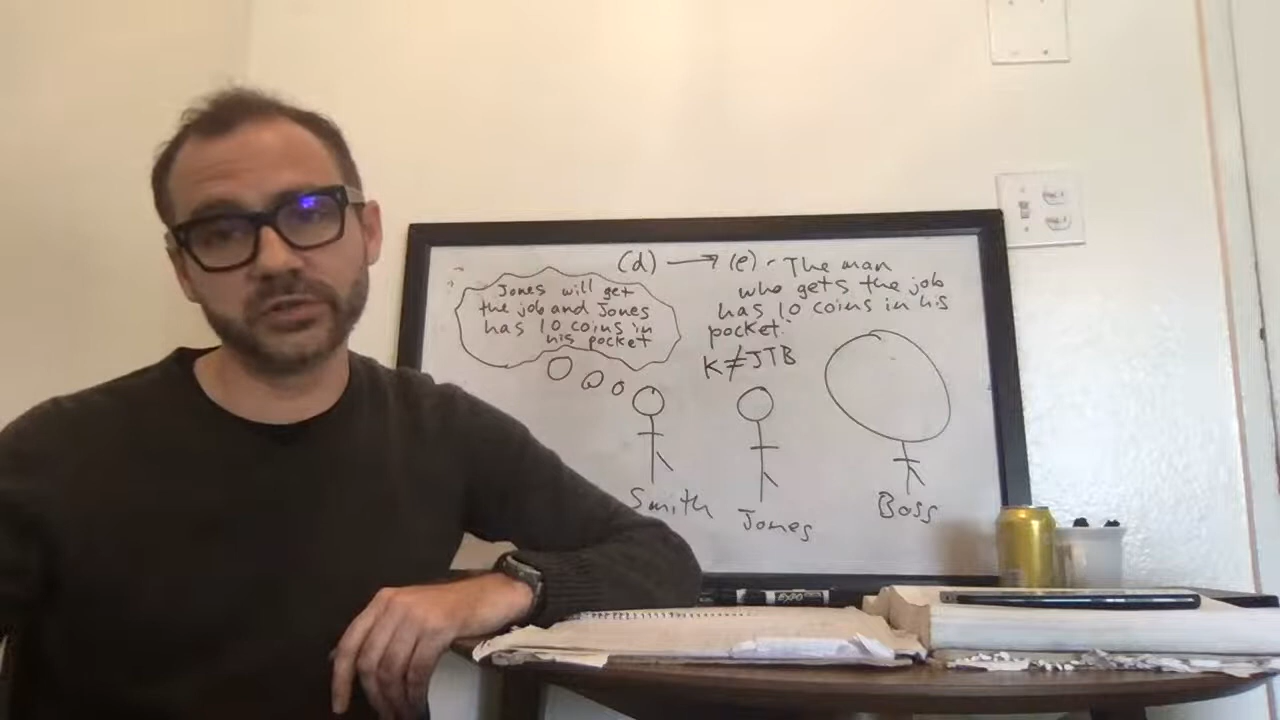 (d) → (e) - The man
who gets the job
has 10 coins in his
pocket.
Jones will get
the job and Jones
has 10 coins in
his pocket
K≠JTB
Smith
Jones
Boss
EXPO